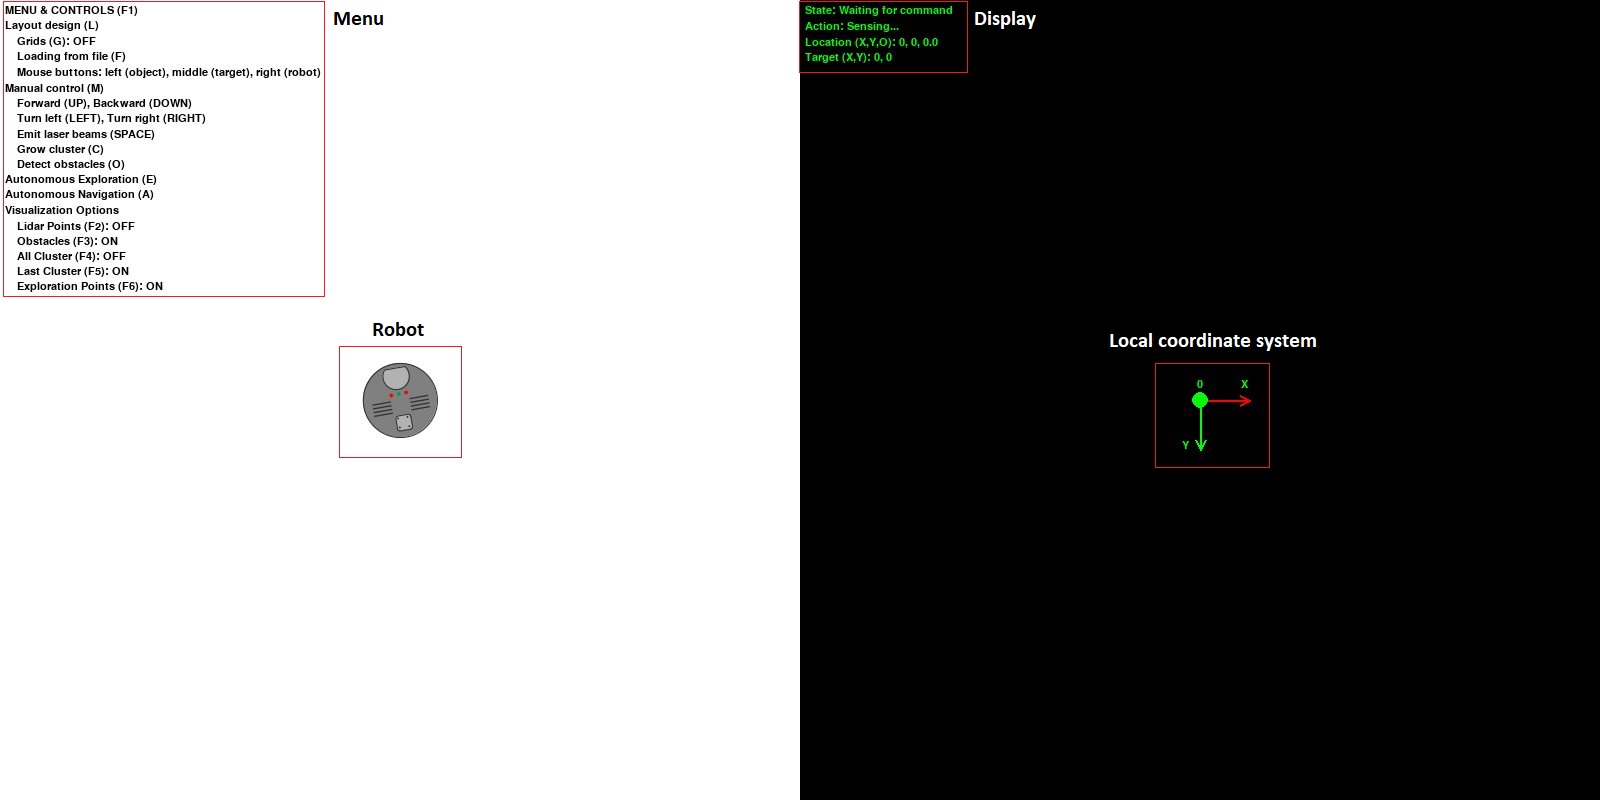 MENU & CONTROLS (F1)
Layout design (L)
Grids (G): OFF
Loading from file (F)
Mouse buttons: left (object), middle (target), right (robot)
Manual control (M)
Forward (UP), Backward (DOWN)
Turn left (LEFT), Turn right (RIGHT)
Emit laser beams (SPACE)
Grow cluster (C)
Detect obstacles (O)
Autonomous Exploration (E)
Autonomous Navigation (A)
Visualization Options
Lidar Points (F2): OFF
Obstacles (F3): ON
All Cluster (F4): OFF
Last Cluster (F5): ON
Exploration Points (F6): ON
Menu
Robot
State: Waiting for command
Action: Sensing...
Location (X,Y,O): 0, 0, 0.0
Target (X,Y): 0, 0
Display
Local coordinate system
0 X
Y